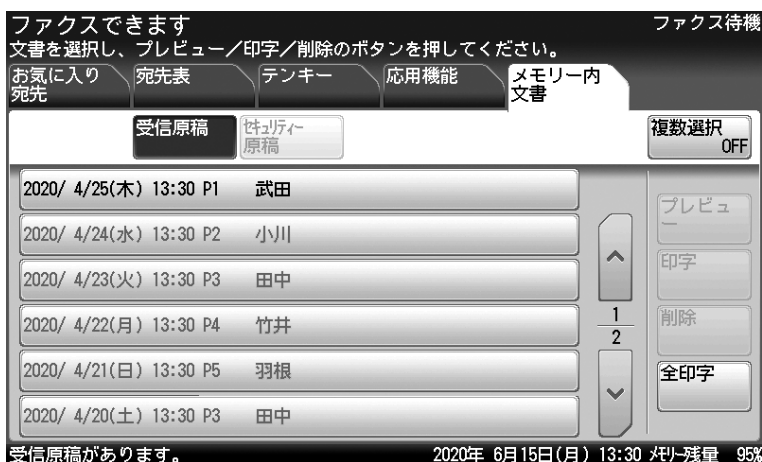 ファクスできます
ファクス待機
文書を選択し、プレビュー／印字／削除のボタンを押してください。
お気に入り
宛先
宛先表
テンキー
応用機能
メモリー内
文書
受信原稿
セキュリティー
原稿
複数選択
OFF
2020/ 4/25(木) 13:30 P1 武田
2020/ 4/24(水) 13:30 P2 小川
2020/ 4/23(火) 13:30 P3 田中
2020/ 4/22(月) 13:30 P4 竹井
2020/ 4/21(日) 13:30 P5 羽根
2020/ 4/20(土) 13:30 P3 田中
1
2
プレビュ
ー
印字
削除
全印字
受信原稿があります。
2020年 6月15日(月) 13:30 ﾒﾓﾘｰ残量 95%